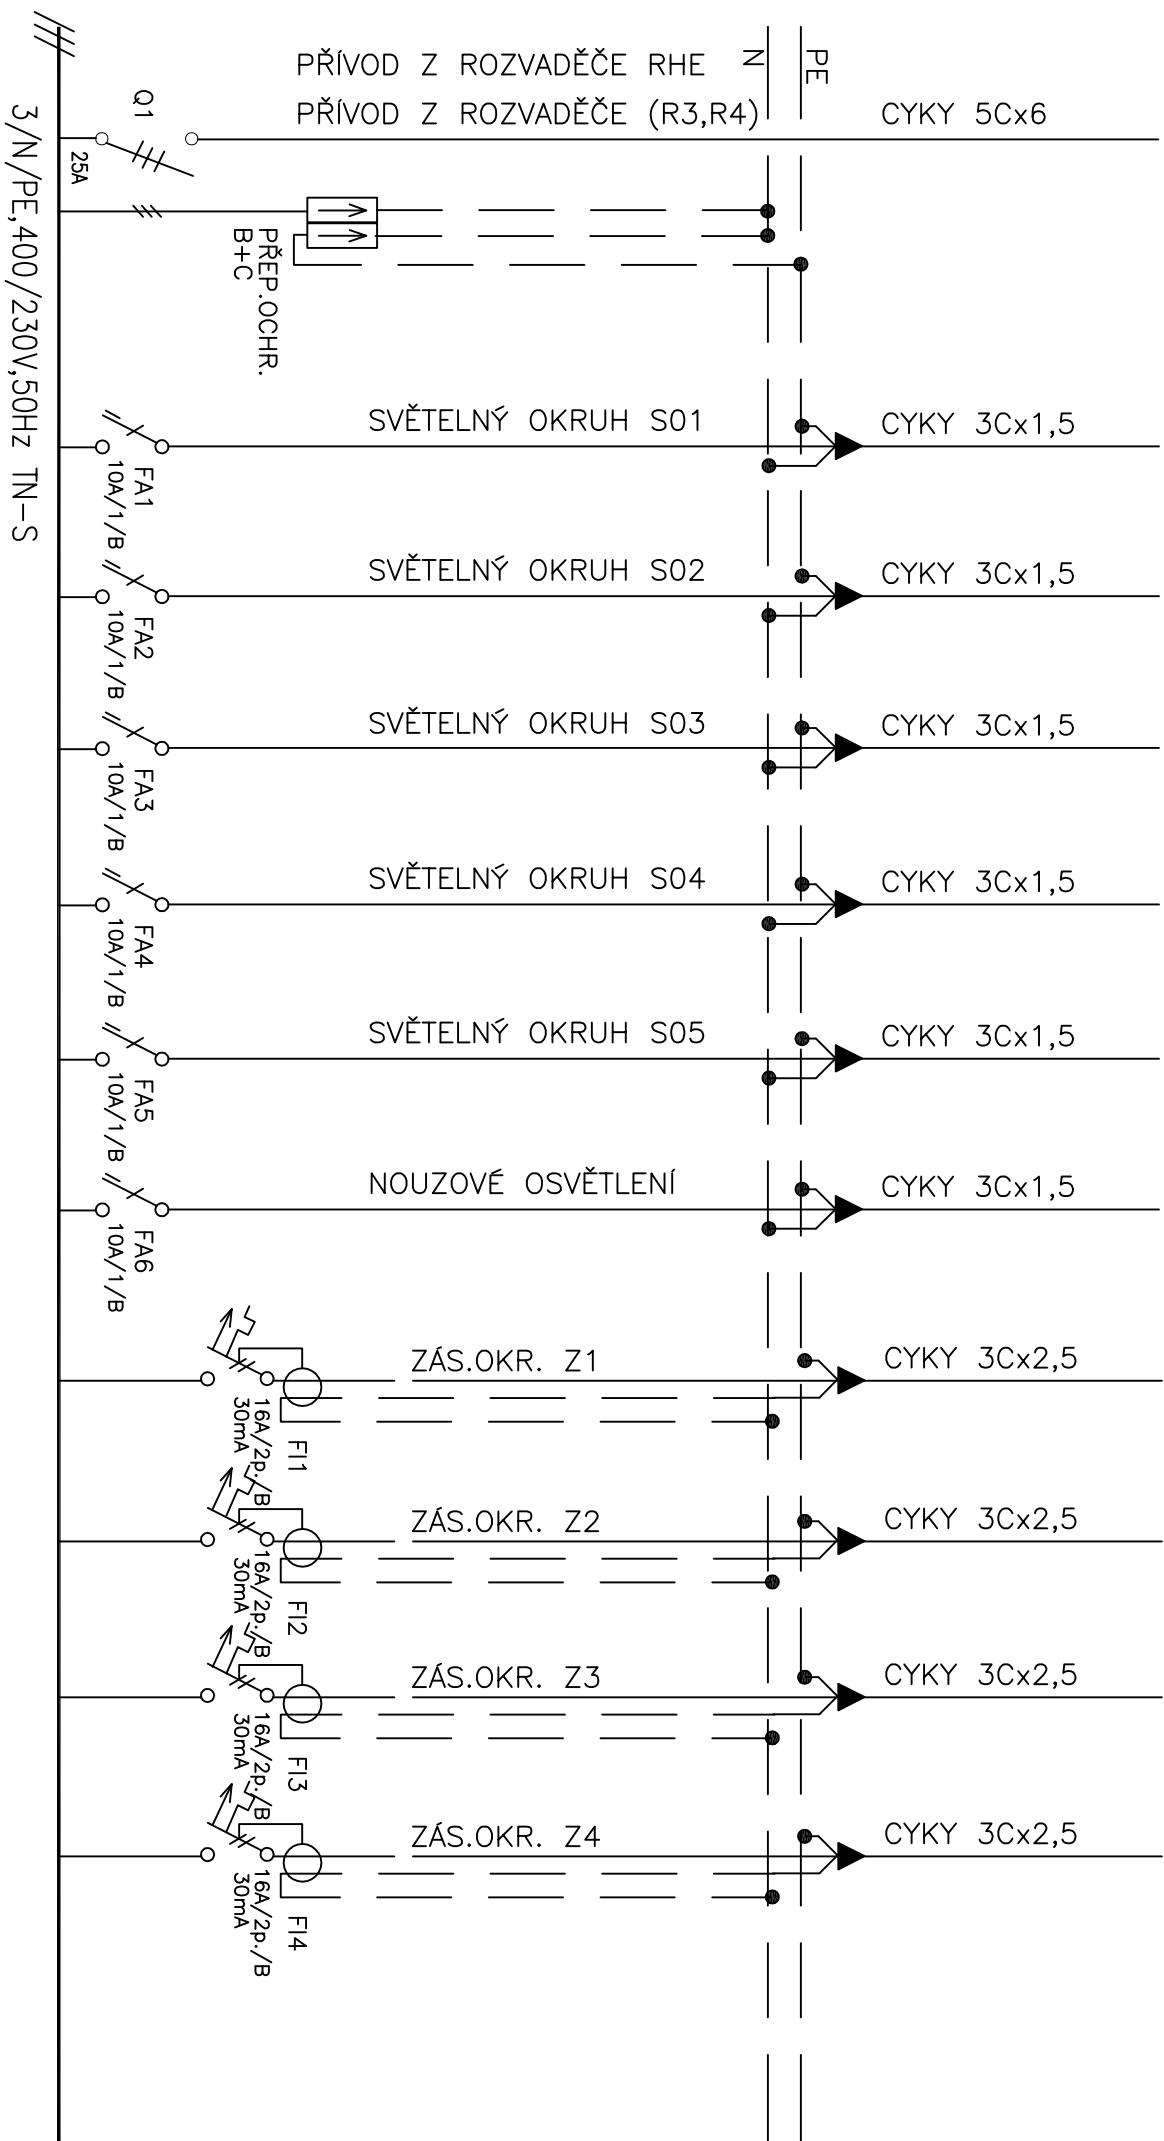 PŘÍVOD Z ROZVADĚČE RHE
N
PE
PŘÍVOD Z ROZVADĚČE (R3,R4)
CYKY 5Cx6
Q1
25A
3/N/PE,400/230V,50Hz TN-S
PŘEP.OCHR.
B+C
SVĚTELNÝ OKRUH S01
CYKY 3Cx1,5
FA1
10A/1/B
SVĚTELNÝ OKRUH S02
CYKY 3Cx1,5
FA2
10A/1/B
SVĚTELNÝ OKRUH S03
CYKY 3Cx1,5
FA3
10A/1/B
SVĚTELNÝ OKRUH S04
CYKY 3Cx1,5
FA4
10A/1/B
SVĚTELNÝ OKRUH S05
CYKY 3Cx1,5
FA5
10A/1/B
NOUZOVÉ OSVĚTLENÍ
CYKY 3Cx1,5
FA6
10A/1/B
ZÁS.OKR. Z1
CYKY 3Cx2,5
FI1
16A/2p./B
30mA
ZÁS.OKR. Z2
CYKY 3Cx2,5
FI2
16A/2p./B
30mA
ZÁS.OKR. Z3
CYKY 3Cx2,5
FI3
16A/2p./B
30mA
ZÁS.OKR. Z4
CYKY 3Cx2,5
FI4
16A/2p./B
30mA